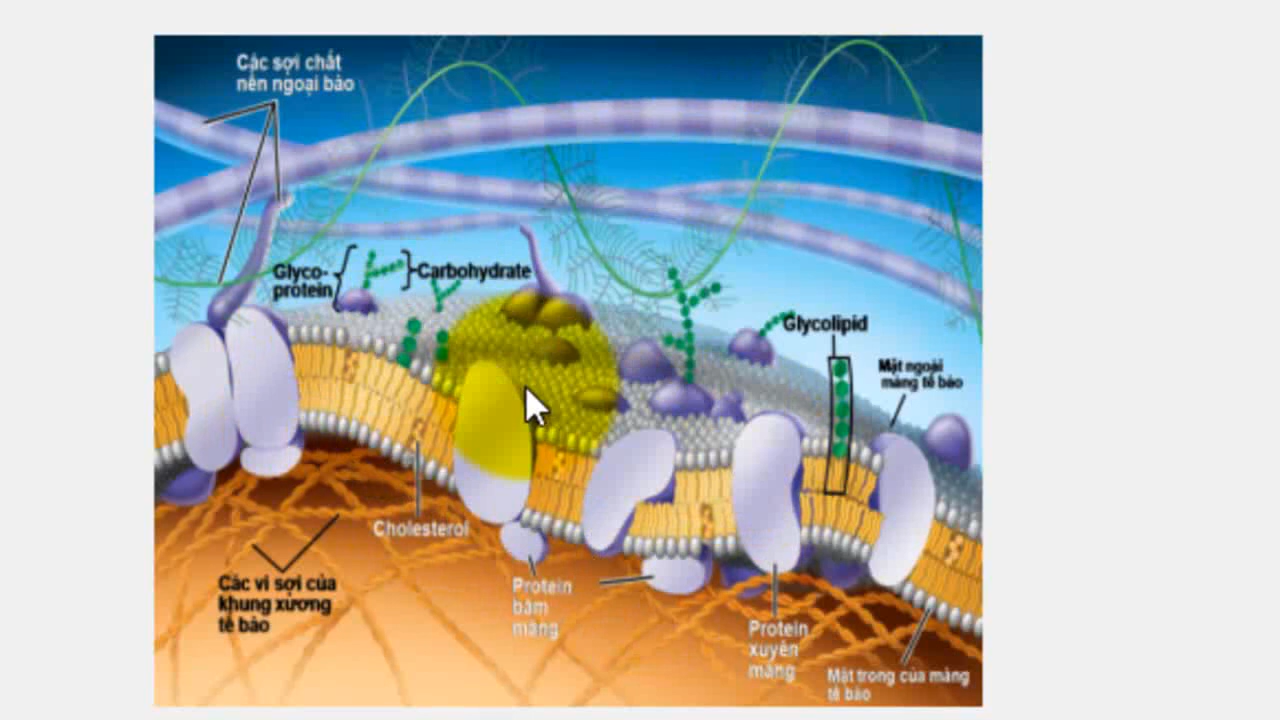 Các sợi chất
nền ngoại bào
Glyco-
protein
Carbohydrate
Glycolipid
Mặt ngoài
màng tế bào
Cholesterol
Các vi sợi của
khung xương
tế bào
Protein
bám
màng
Protein
xuyên
màng
Mặt trong của màng
tế bào